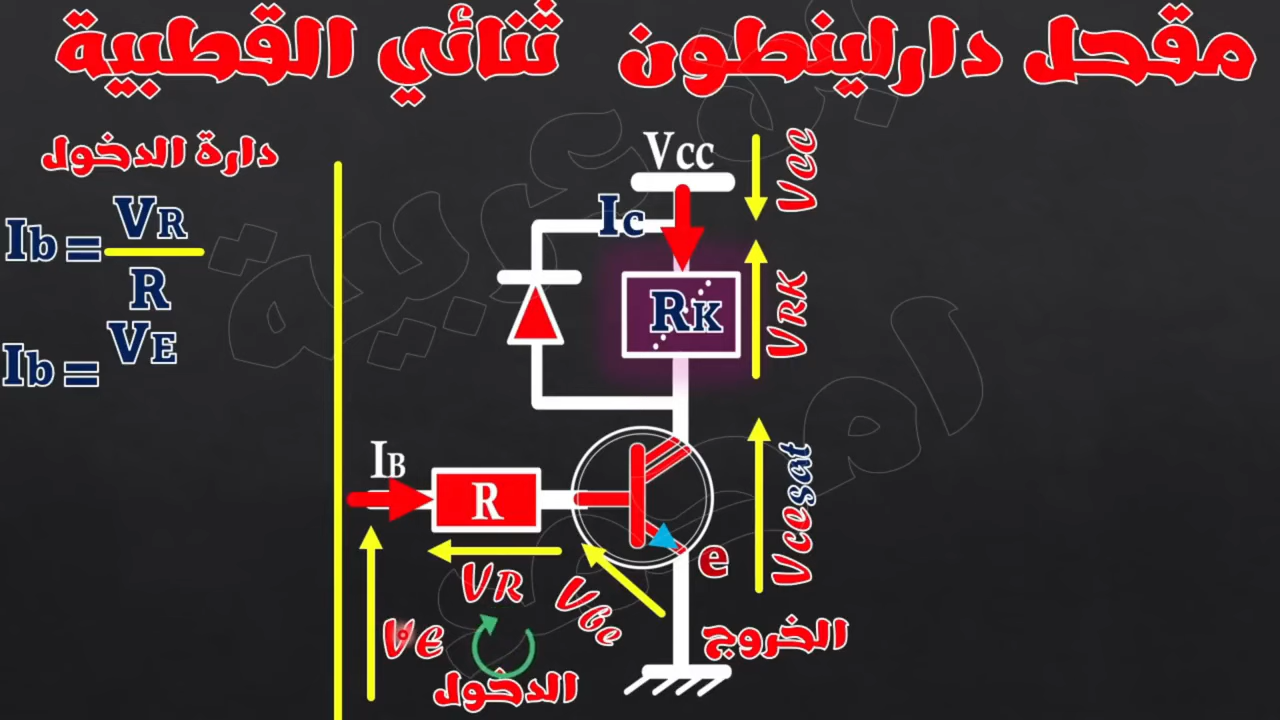 مقحل دارلينطون ثنائي القطبية
دارة الدخول
Ib = VR
R
Ib = VE
Vcc
Ic
RK
VCC
VRK
Vcesat
IB
R
VR
Vbe
e
VE
الدخول
الخروج